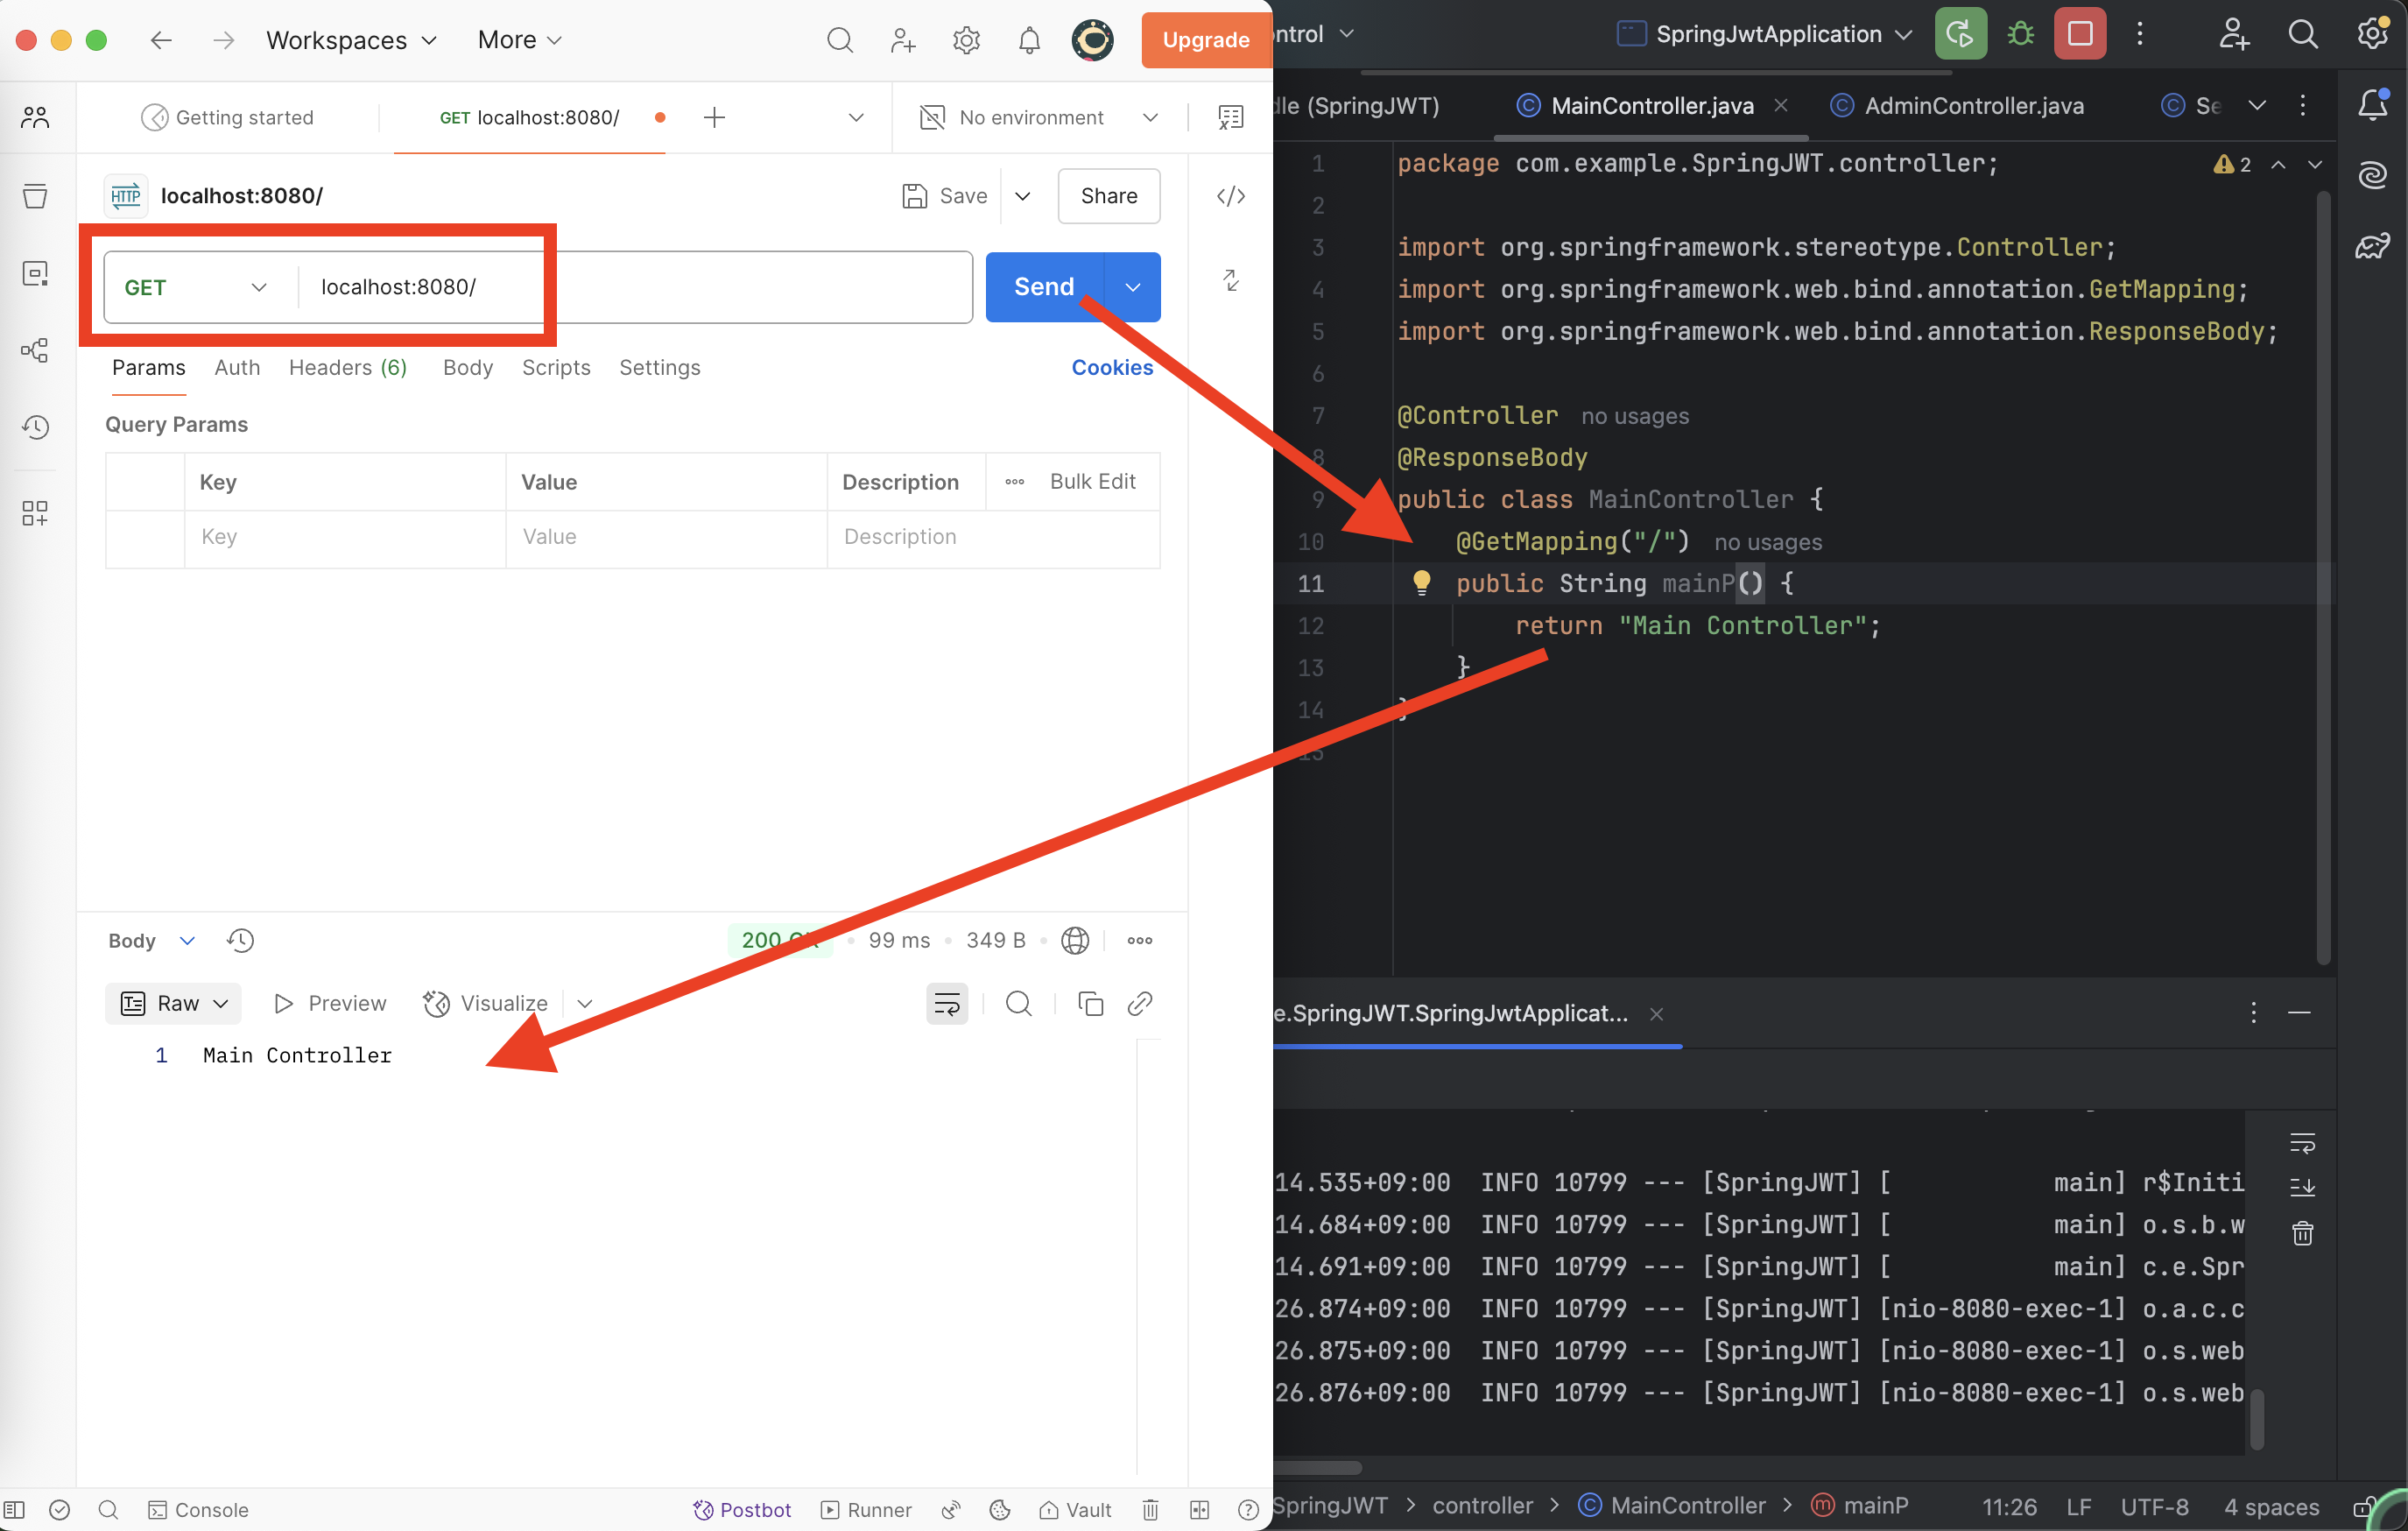 Workspaces
More
Upgrade
Getting started
GET localhost:8080/
No environment
HTTP
localhost:8080/
Save
Share
GET
localhost:8080/
Send
Params
Auth
Headers (6)
Body
Scripts
Settings
Cookies
Query Params
Key
Value
Description
Bulk Edit
Key
Value
Description
Body
99 ms
349 B
Raw
Preview
Visualize
1 Main Controller
Console
Postbot
Runner
Vault
ntrol
SpringJwtApplication
dle (SpringJWT)
MainController.java
AdminController.java
Se
2
1 package com.example.SpringJWT.controller;
2
3 import org.springframework.stereotype.Controller;
4 import org.springframework.web.bind.annotation.GetMapping;
5 import org.springframework.web.bind.annotation.ResponseBody;
6
7 @Controller no usages
8 @ResponseBody
9 public class MainController {
10 @GetMapping("/") no usages
11 public String mainP() {
12 return "Main Controller";
13 }
14 }
15
e.SpringJWT.SpringJwtApplicat...
14.535+09:00 INFO 10799 --- [SpringJWT] [ main] r$Initi
14.684+09:00 INFO 10799 --- [SpringJWT] [ main] o.s.b.w
14.691+09:00 INFO 10799 --- [SpringJWT] [ main] c.e.Spr
26.874+09:00 INFO 10799 --- [SpringJWT] [nio-8080-exec-1] o.a.c.c
26.875+09:00 INFO 10799 --- [SpringJWT] [nio-8080-exec-1] o.s.web
26.876+09:00 INFO 10799 --- [SpringJWT] [nio-8080-exec-1] o.s.web
SpringJWT > controller > MainController > mainP
11:26
LF
UTF-8
4 spaces